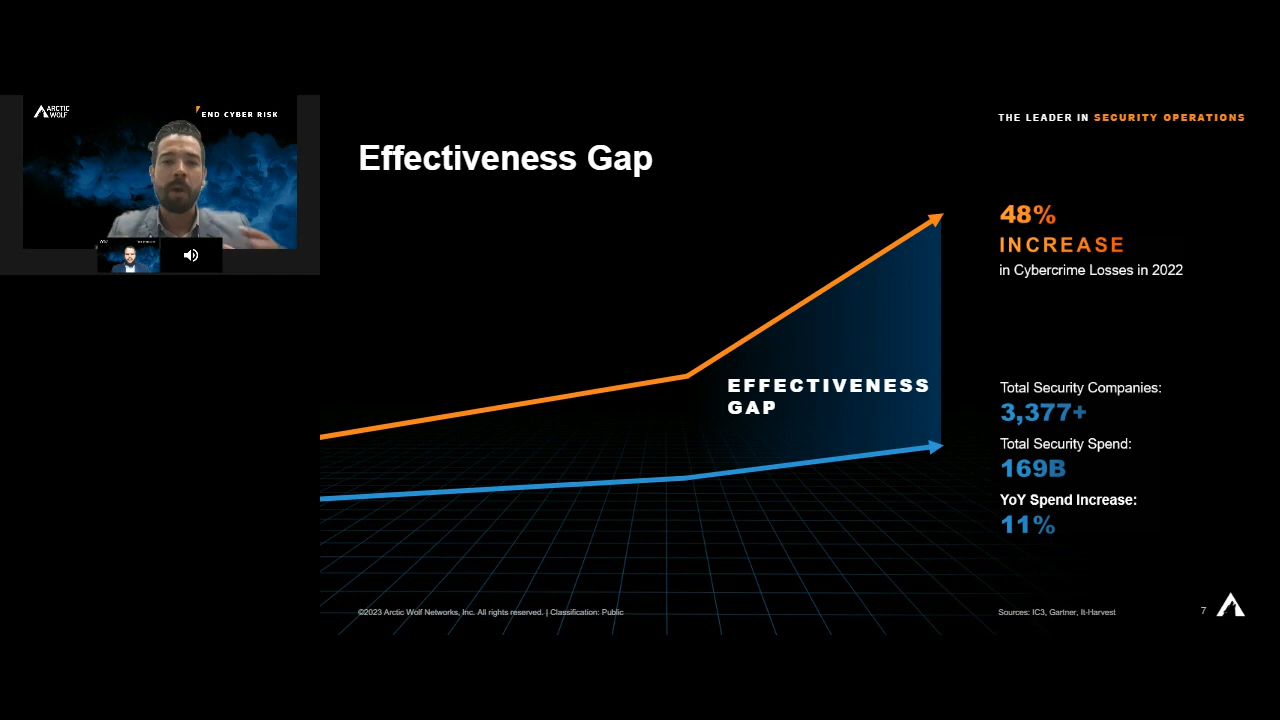 ARCTIC
WOLF
END CYBER RISK
THE LEADER IN SECURITY OPERATIONS
Effectiveness Gap
48%
INCREASE
in Cybercrime Losses in 2022
EFFECTIVENESS
GAP
Total Security Companies:
3,377+
Total Security Spend:
169B
YoY Spend Increase:
11%
©2023 Arctic Wolf Networks, Inc. All rights reserved. | Classification: Public
Sources: IC3, Gartner, It-Harvest
7